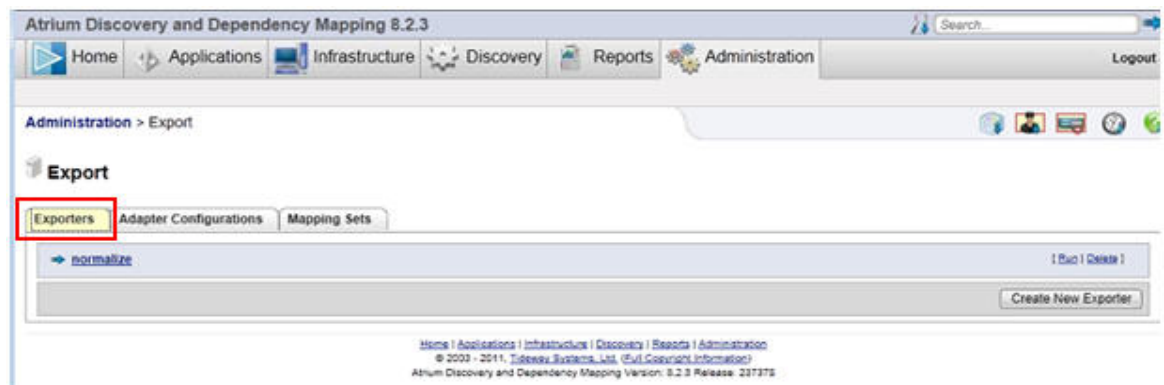 Atrium Discovery and Dependency Mapping 8.2.3
Search...
Home Applications Infrastructure Discovery Reports Administration Logout
Administration > Export
Export
Exporters Adapter Configurations Mapping Sets
normalize [ Run | Delete ]
Create New Exporter
Home | Applications | Infrastructure | Discovery | Reports | Administration
© 2003 - 2011, Tideway Systems, Ltd. (Full Copyright Information)
Atrium Discovery and Dependency Mapping Version: 8.2.3 Release: 237375